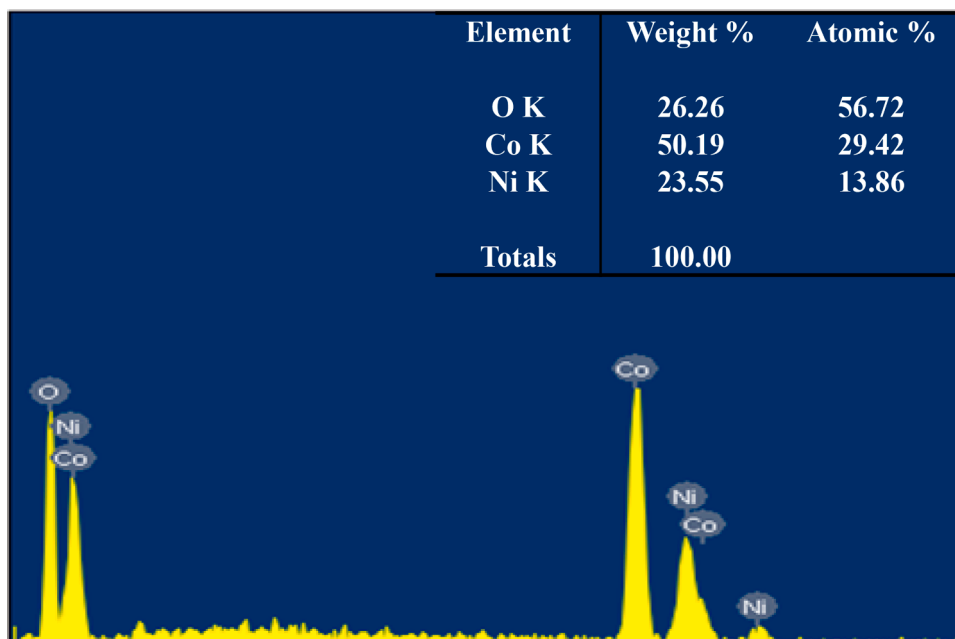 Element Weight % Atomic %
O K 26.26 56.72
Co K 50.19 29.42
Ni K 23.55 13.86
Totals 100.00
Co
O
Ni
Co
Ni
Co
Ni